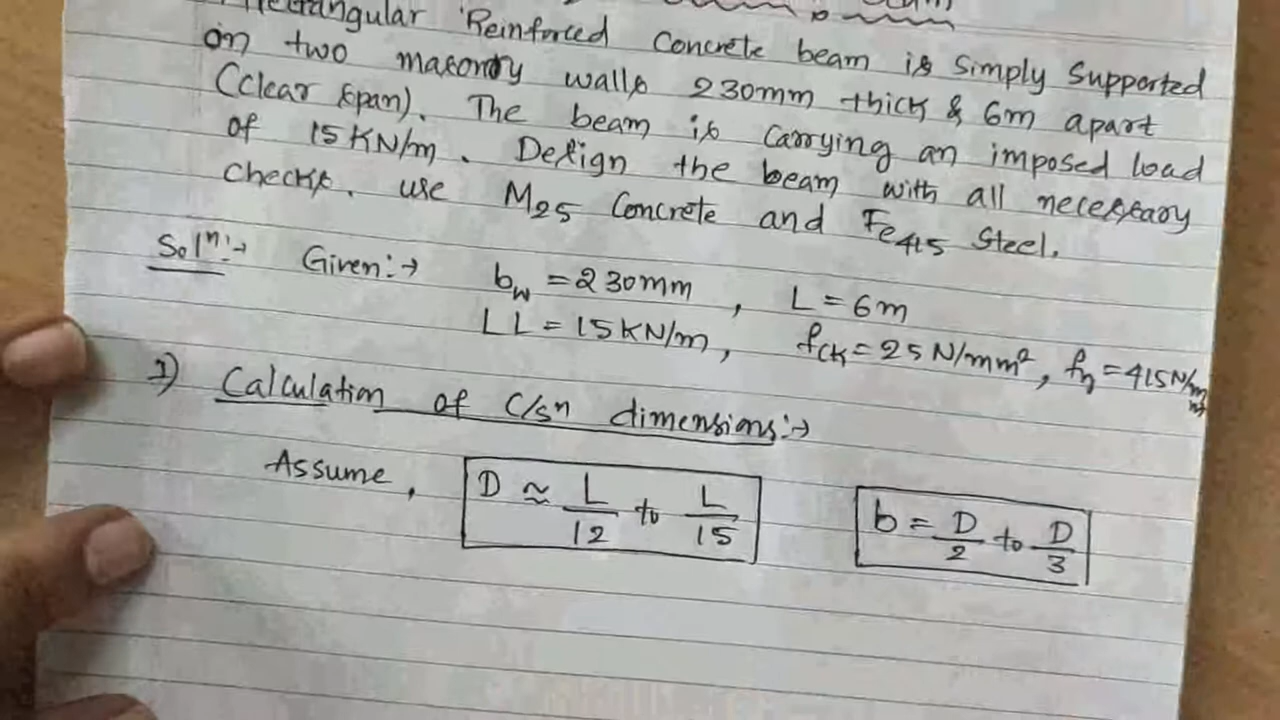 Rectangular Reinforced Concrete beam is simply supported
on two masonry walls 230mm thick & 6m apart
(clear span). The beam is carrying an imposed load
of 15KN/m. Design the beam with all necessary
checks. use M25 Concrete and Fe415 Steel.
Solⁿ:→ Given:→ bw = 230mm, L = 6m
LL = 15KN/m, fck = 25N/mm², fy = 415N/mm²
1) Calculation of C/sⁿ dimensions:→
Assume, D ≈ L/12 to L/15 b = D/2 to D/3